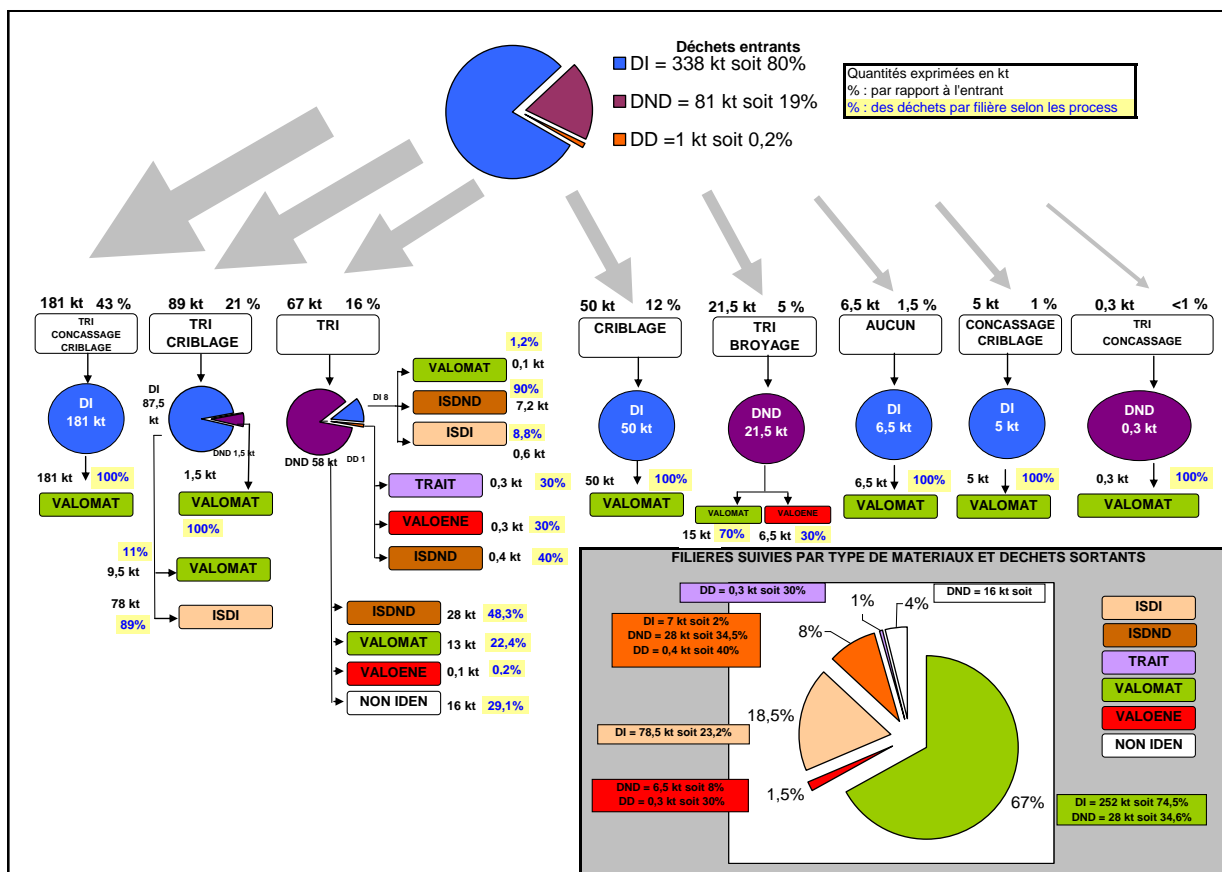 Déchets entrants
DI = 338 kt soit 80%
DND = 81 kt soit 19%
DD =1 kt soit 0,2%
Quantités exprimées en kt
% : par rapport à l'entrant
% : des déchets par filière selon les process
181 kt 43 %
TRI
CONCASSAGE
CRIBLAGE
DI
181 kt
181 kt 100%
VALOMAT
89 kt 21 %
TRI
CRIBLAGE
DI
87,5
kt
DND 1,5 kt
1,5 kt
VALOMAT
100%
11%
9,5 kt
VALOMAT
78 kt
89%
ISDI
67 kt 16 %
TRI
DI 8
DND 58 kt
DD 1
1,2%
VALOMAT
0,1 kt
90%
ISDND
7,2 kt
ISDI
8,8%
0,6 kt
TRAIT 0,3 kt 30%
VALOENE 0,3 kt 30%
ISDND 0,4 kt 40%
ISDND 28 kt 48,3%
VALOMAT 13 kt 22,4%
VALOENE 0,1 kt 0.2%
NON IDEN 16 kt 29,1%
50 kt 12 %
CRIBLAGE
DI
50 kt
50 kt 100%
VALOMAT
21,5 kt 5 %
TRI
BROYAGE
DND
21,5 kt
VALOMAT VALOENE
15 kt 70% 6,5 kt 30%
6,5 kt 1,5 %
AUCUN
DI
6,5 kt
6,5 kt 100%
VALOMAT
5 kt 1 %
CONCASSAGE
CRIBLAGE
DI
5 kt
5 kt 100%
VALOMAT
0,3 kt <1 %
TRI
CONCASSAGE
DND
0,3 kt
0,3 kt 100%
VALOMAT
FILIERES SUIVIES PAR TYPE DE MATERIAUX ET DECHETS SORTANTS
DD = 0,3 kt soit 30%
DND = 16 kt soit
DI = 7 kt soit 2%
DND = 28 kt soit 34,5%
DD = 0,4 kt soit 40%
DI = 78,5 kt soit 23,2%
DND = 6,5 kt soit 8%
DD = 0,3 kt soit 30%
DI = 252 kt soit 74,5%
DND = 28 kt soit 34,6%
1%
4%
8%
18,5%
1,5%
67%
ISDI
ISDND
TRAIT
VALOMAT
VALOENE
NON IDEN